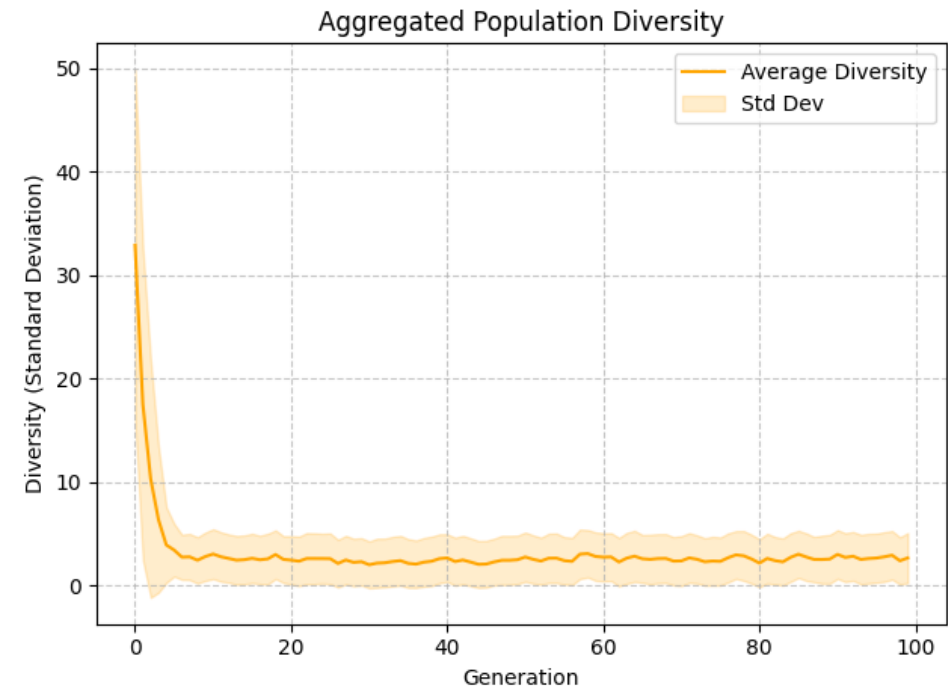 Aggregated Population Diversity
Average Diversity
Std Dev
50
40
30
20
10
0
Diversity (Standard Deviation)
0 20 40 60 80 100
Generation